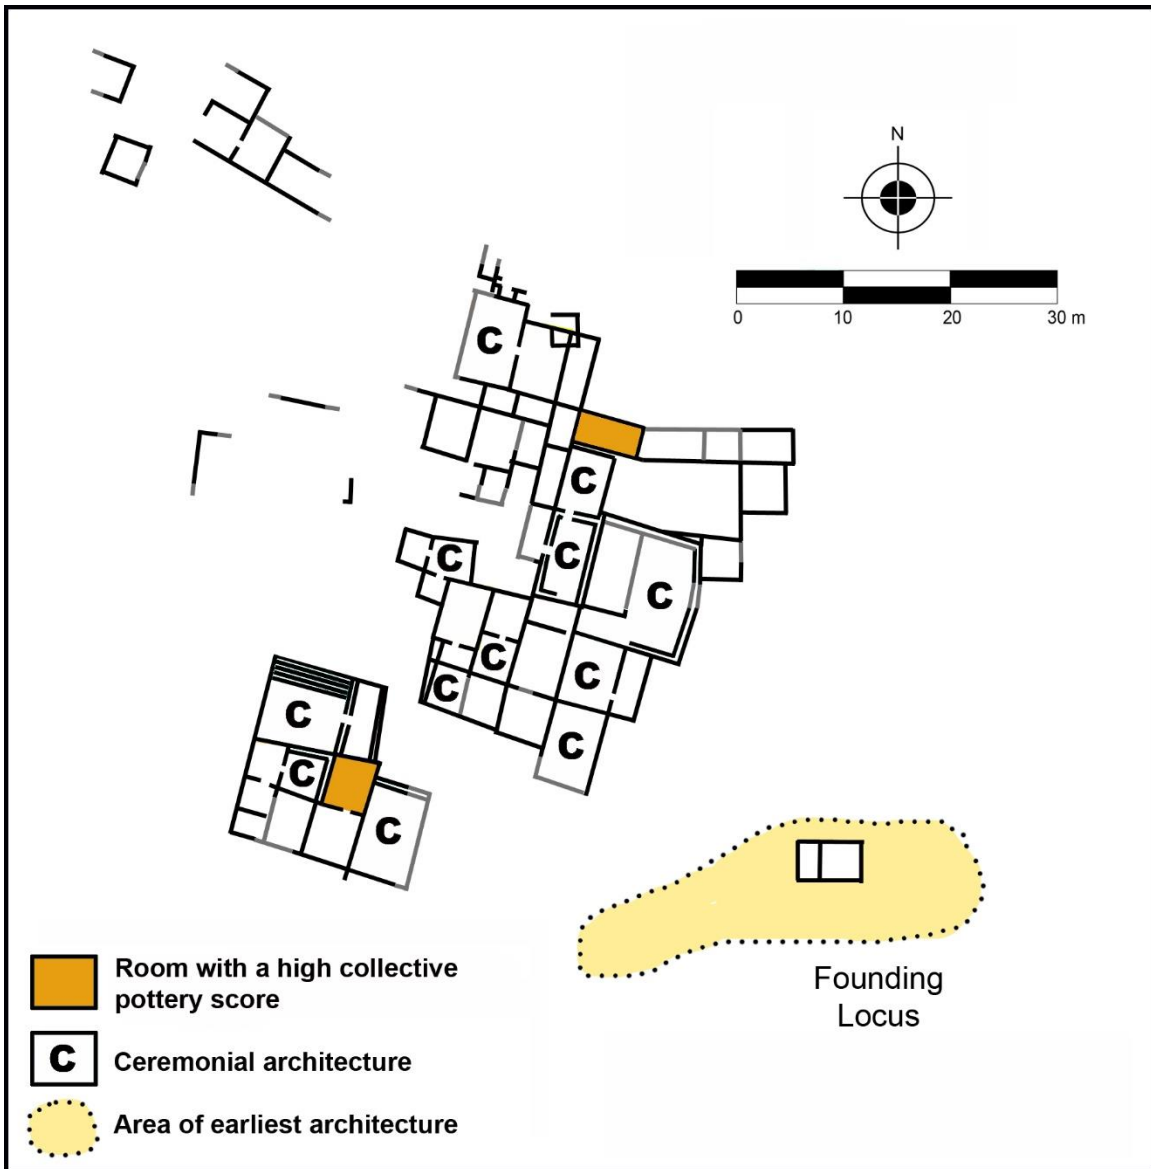 N
0 10 20 30 m
C
C
C
C
C
C
C
C
C
C
C
C
Founding
Locus
Room with a high collective
pottery score
C Ceremonial architecture
Area of earliest architecture